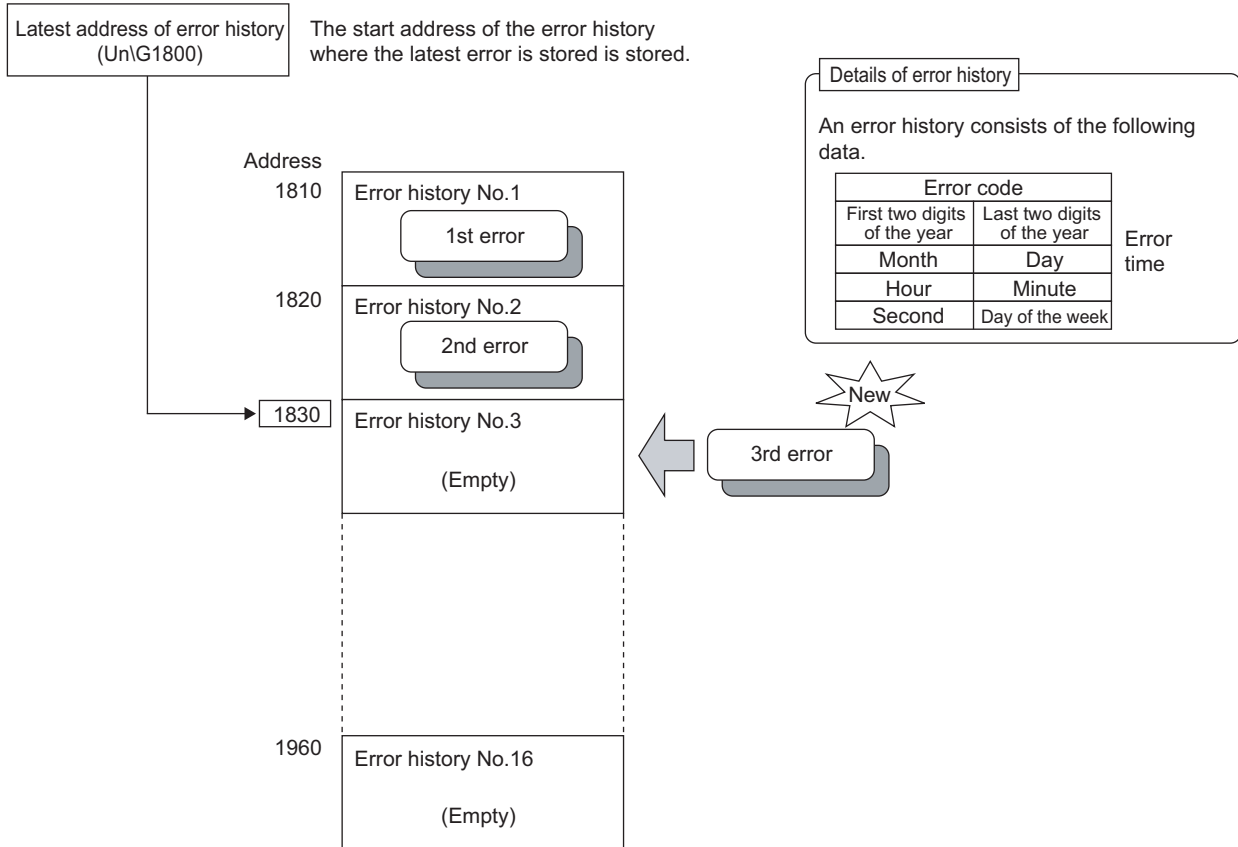 Latest address of error history
(Un\G1800)
The start address of the error history
where the latest error is stored is stored.
Details of error history
An error history consists of the following
data.
Error code
First two digits
of the year
Last two digits
of the year
Month
Day
Hour
Minute
Second
Day of the week
Error
time
Address
1810
Error history No.1
1st error
1820
Error history No.2
2nd error
1830
Error history No.3
(Empty)
New
3rd error
1960
Error history No.16
(Empty)